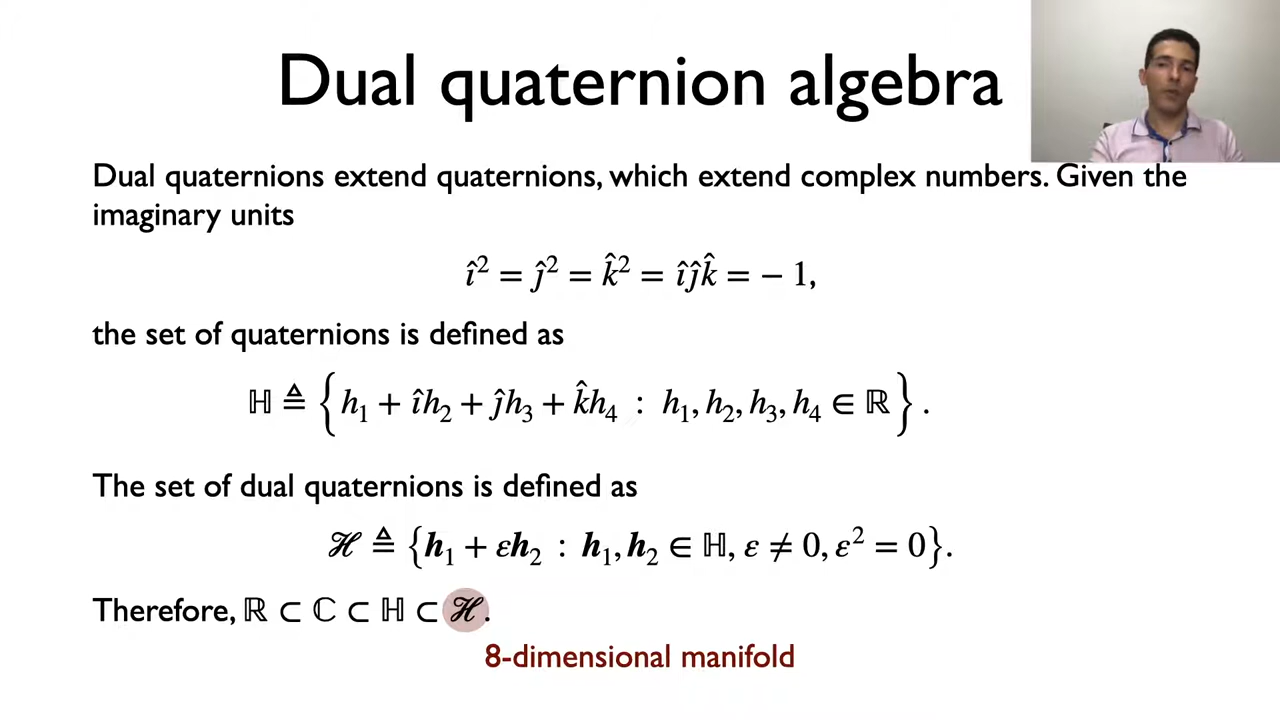 Dual quaternion algebra
Dual quaternions extend quaternions, which extend complex numbers. Given the
imaginary units
î² = ĵ² = k̂² = îĵk̂ = − 1,
the set of quaternions is defined as
ℍ ≜ {h₁ + îh₂ + ĵh₃ + k̂h₄ : h₁, h₂, h₃, h₄ ∈ ℝ} .
The set of dual quaternions is defined as
ℋ ≜ {𝒉₁ + ε𝒉₂ : 𝒉₁, 𝒉₂ ∈ ℍ, ε ≠ 0, ε² = 0}.
Therefore, ℝ ⊂ ℂ ⊂ ℍ ⊂ ℋ.
8-dimensional manifold